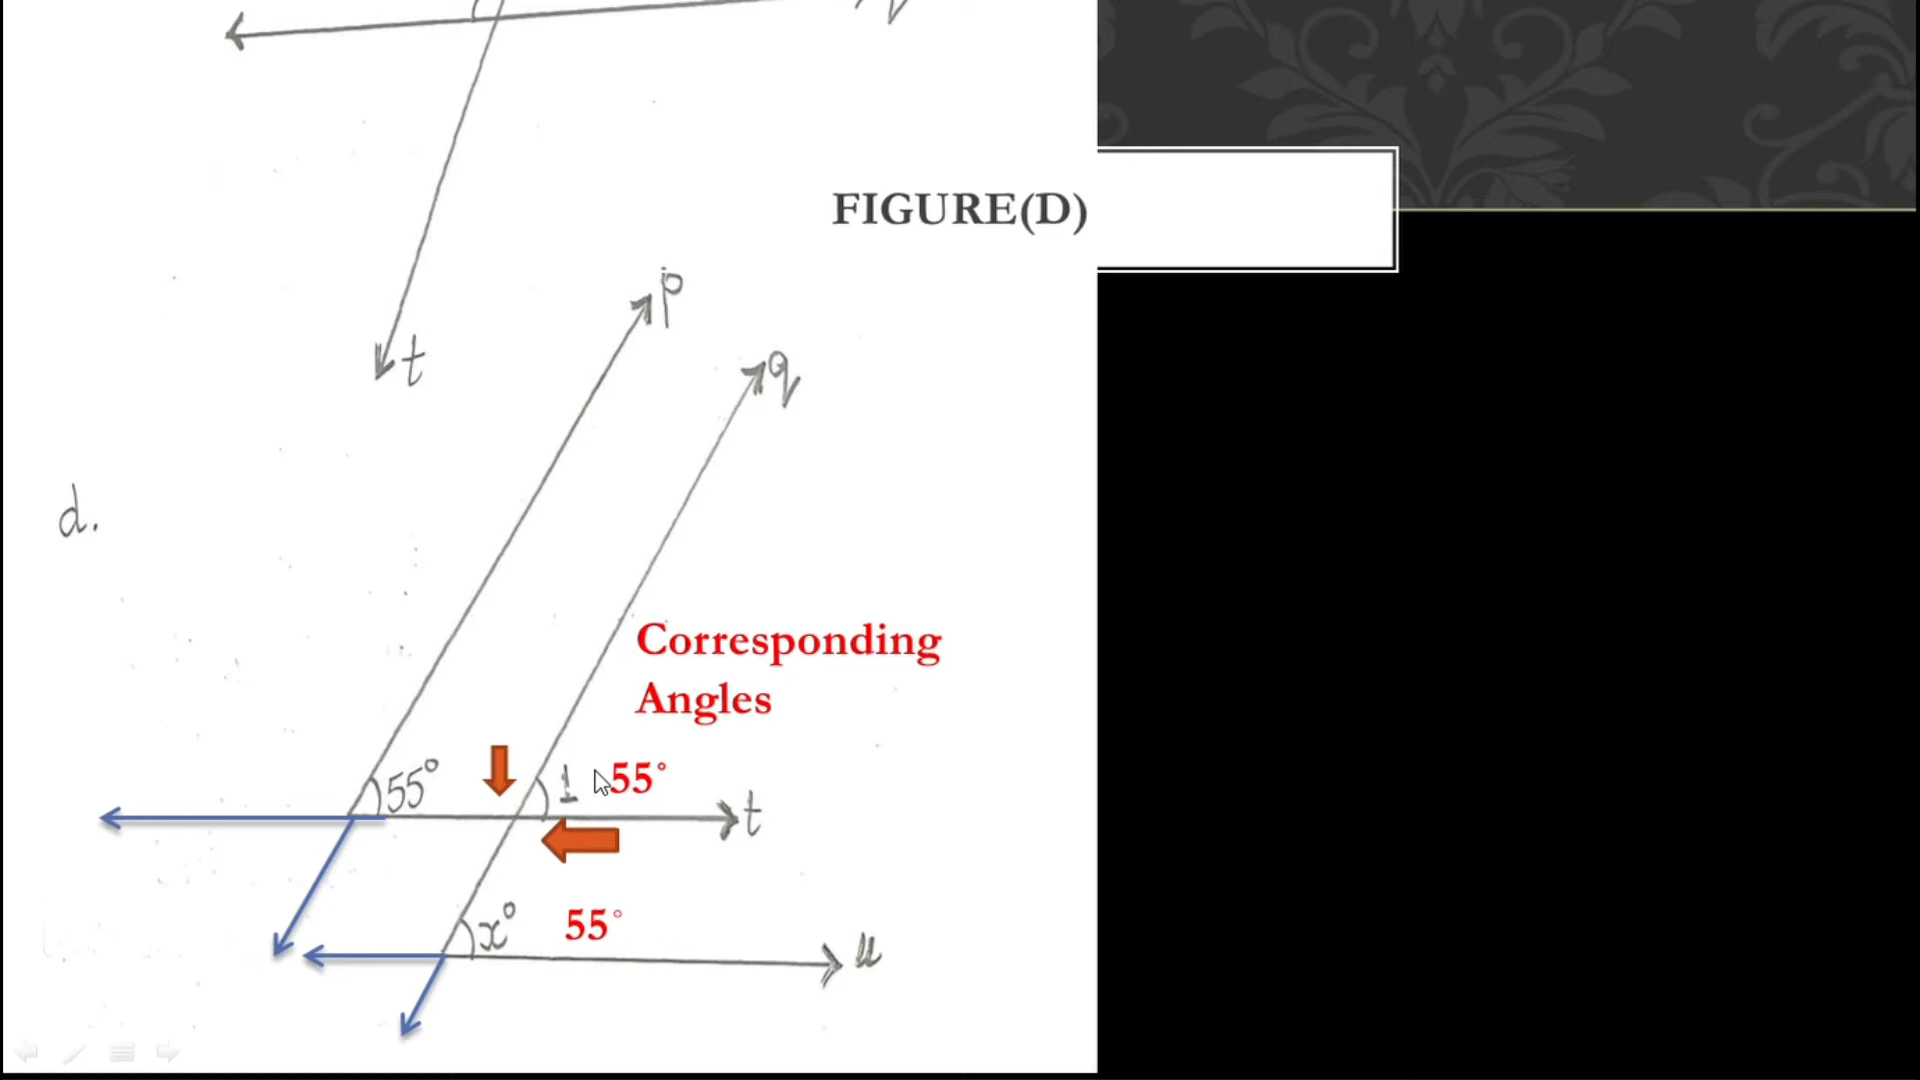 FIGURE(D)
t
p
q
d.
Corresponding
Angles
55° 1 55°
t
x° 55°
u